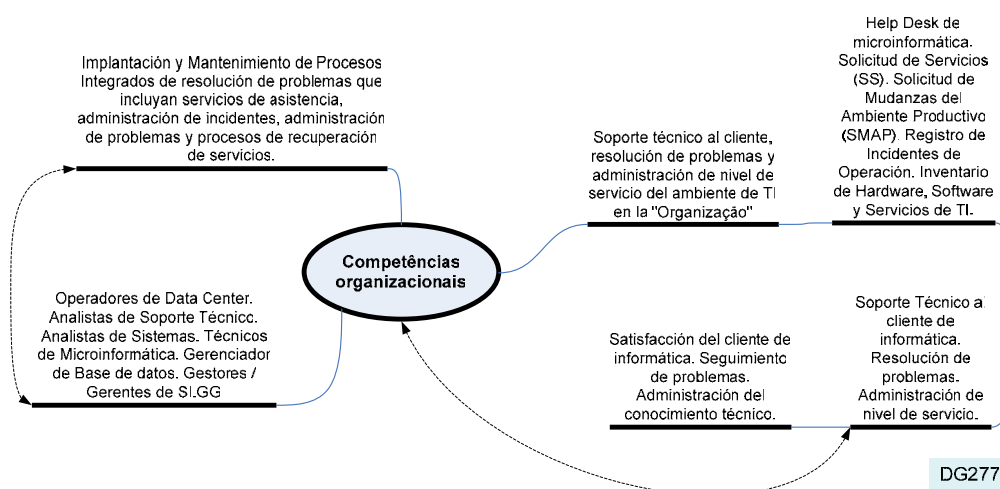 Implantación y Mantenimiento de Procesos
Integrados de resolución de problemas que
incluyan servicios de asistencia,
administración de incidentes, administración
de problemas y procesos de recuperación
de servicios.
Help Desk de
microinformática.
Solicitud de Servicios
(SS). Solicitud de
Mudanzas del
Ambiente Productivo
(SMAP). Registro de
Incidentes de
Operación. Inventario
de Hardware, Software
y Servicios de TI.
Soporte técnico al cliente,
resolución de problemas y
administración de nivel de
servicio del ambiente de TI
en la "Organização"
Competências
organizacionais
Operadores de Data Center.
Analistas de Soporte Técnico.
Analistas de Sistemas. Técnicos
de Microinformática. Gerenciador
de Base de datos. Gestores /
Gerentes de SI.GG
Satisfacción del cliente de
informática. Seguimiento
de problemas.
Administración del
conocimiento técnico.
Soporte Técnico al
cliente de
informática.
Resolución de
problemas.
Administración de
nivel de servicio.
DG277